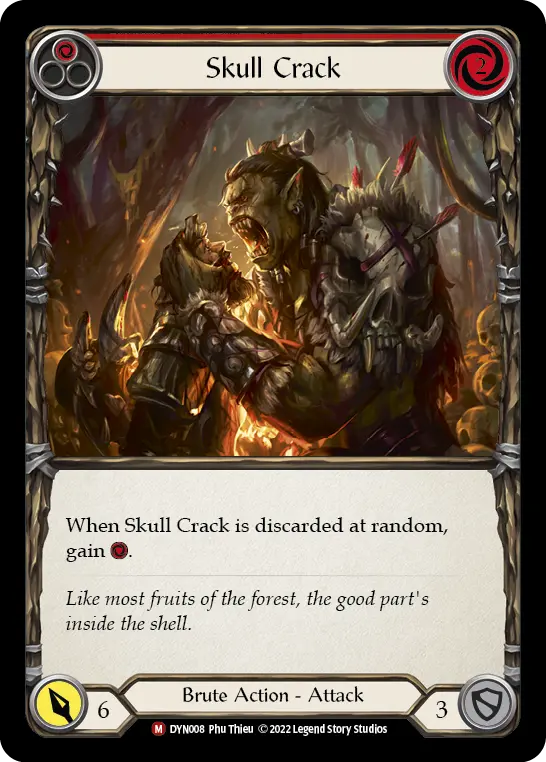 Skull Crack
2
When Skull Crack is discarded at random,
gain .
Like most fruits of the forest, the good part's
inside the shell.
Brute Action - Attack
6
3
M DYN008 Phu Thieu © 2022 Legend Story Studios